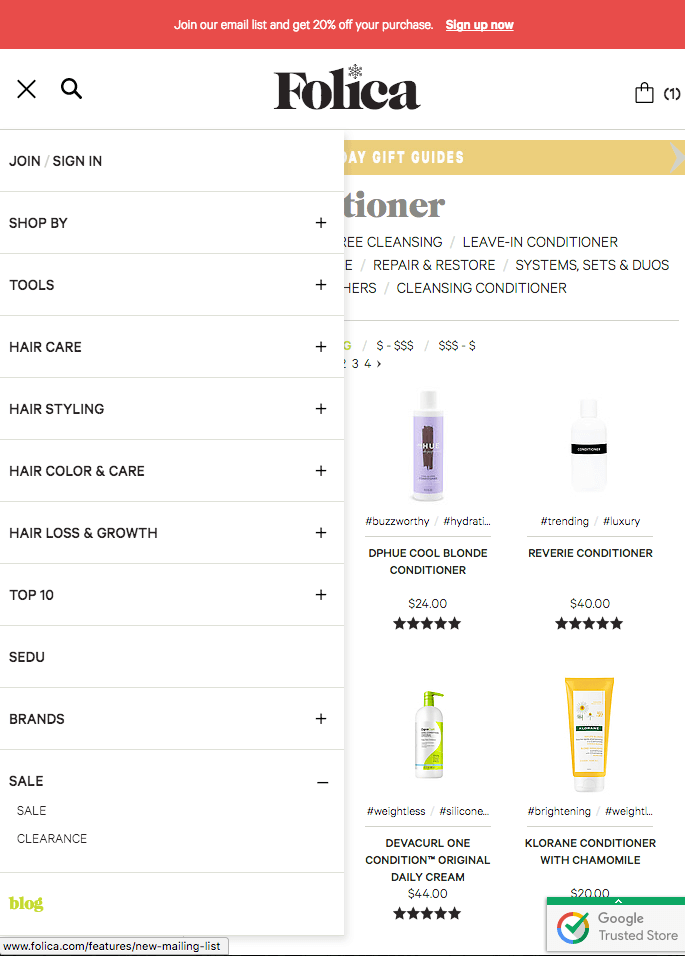 Join our email list and get 20% off your purchase. Sign up now
Folica
(1)
JOIN / SIGN IN
SHOP BY +
TOOLS +
HAIR CARE +
HAIR STYLING +
HAIR COLOR & CARE +
HAIR LOSS & GROWTH +
TOP 10 +
SEDU
BRANDS +
SALE –
SALE
CLEARANCE
blog
DAY GIFT GUIDES
tioner
REE CLEANSING / LEAVE-IN CONDITIONER
E / REPAIR & RESTORE / SYSTEMS, SETS & DUOS
HERS / CLEANSING CONDITIONER
G / $ - $$$ / $$$ - $
2 3 4 ›
#buzzworthy / #hydrati...
DPHUE COOL BLONDE
CONDITIONER
$24.00
CONDITIONER
#trending / #luxury
REVERIE CONDITIONER
$40.00
#weightless / #silicone...
DEVACURL ONE
CONDITION™ ORIGINAL
DAILY CREAM
$44.00
KLORANE
#brightening / #weightl...
KLORANE CONDITIONER
WITH CHAMOMILE
$20.00
Google
Trusted Store
www.folica.com/features/new-mailing-list